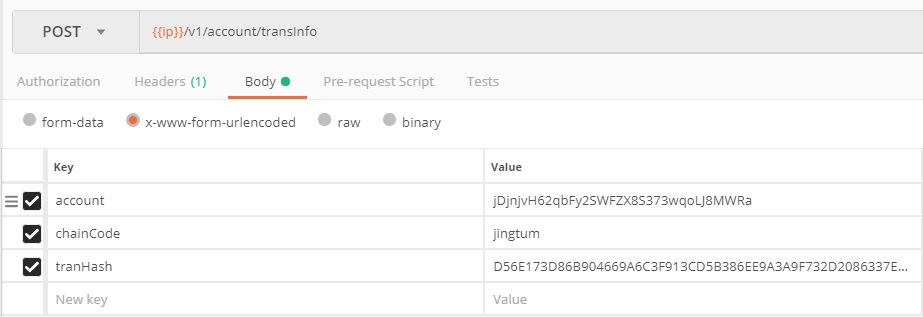 POST {{ip}}/v1/account/transInfo
Authorization Headers (1) Body Pre-request Script Tests
form-data x-www-form-urlencoded raw binary
Key Value
account jDjnjvH62qbFy2SWFZX8S373wqoLJ8MWRa
chainCode jingtum
tranHash D56E173D86B904669A6C3F913CD5B386EE9A3A9F732D2086337E...
New key Value